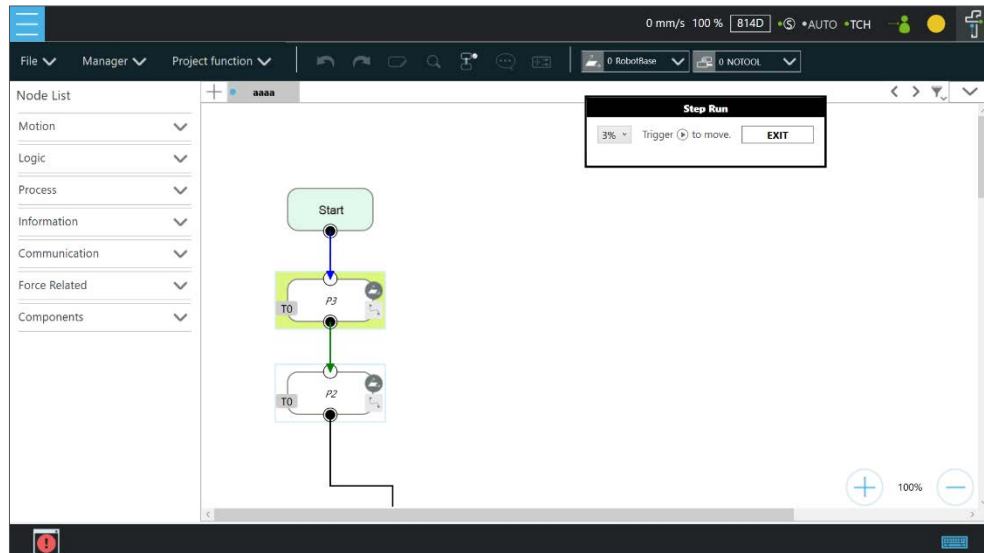 0 mm/s 100 % 814D Ⓢ AUTO TCH
File Manager Project function 0 RobotBase 0 NOTOOL
Node List
aaaa
Step Run
3% Trigger to move. EXIT
Motion
Logic
Process
Information
Communication
Force Related
Components
Start
P3
T0
P2
T0
100%